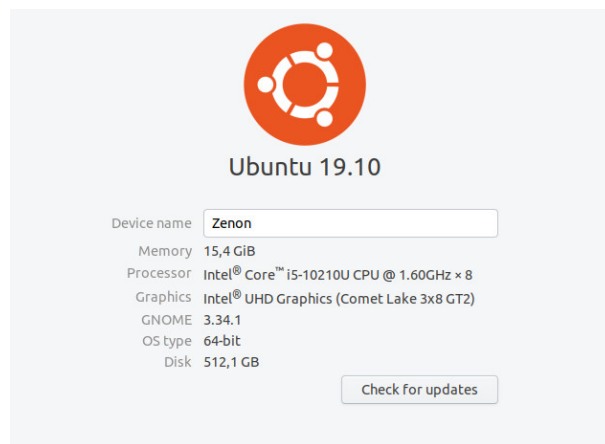 Ubuntu 19.10
Device name Zenon
Memory 15,4 GiB
Processor Intel® Core™ i5-10210U CPU @ 1.60GHz × 8
Graphics Intel® UHD Graphics (Comet Lake 3x8 GT2)
GNOME 3.34.1
OS type 64-bit
Disk 512,1 GB
Check for updates